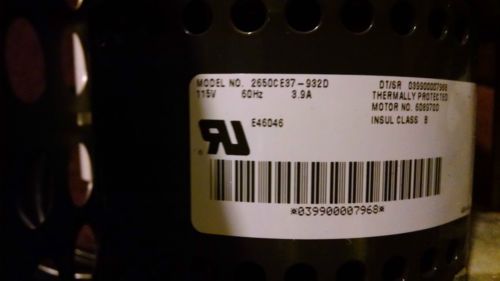 MODEL NO. 2650CE37-932D DT/SR 039900007968
115V 60Hz 3.9A THERMALLY PROTECTED
MOTOR NO. 608970D
E46046 INSUL CLASS B
*039900007968*